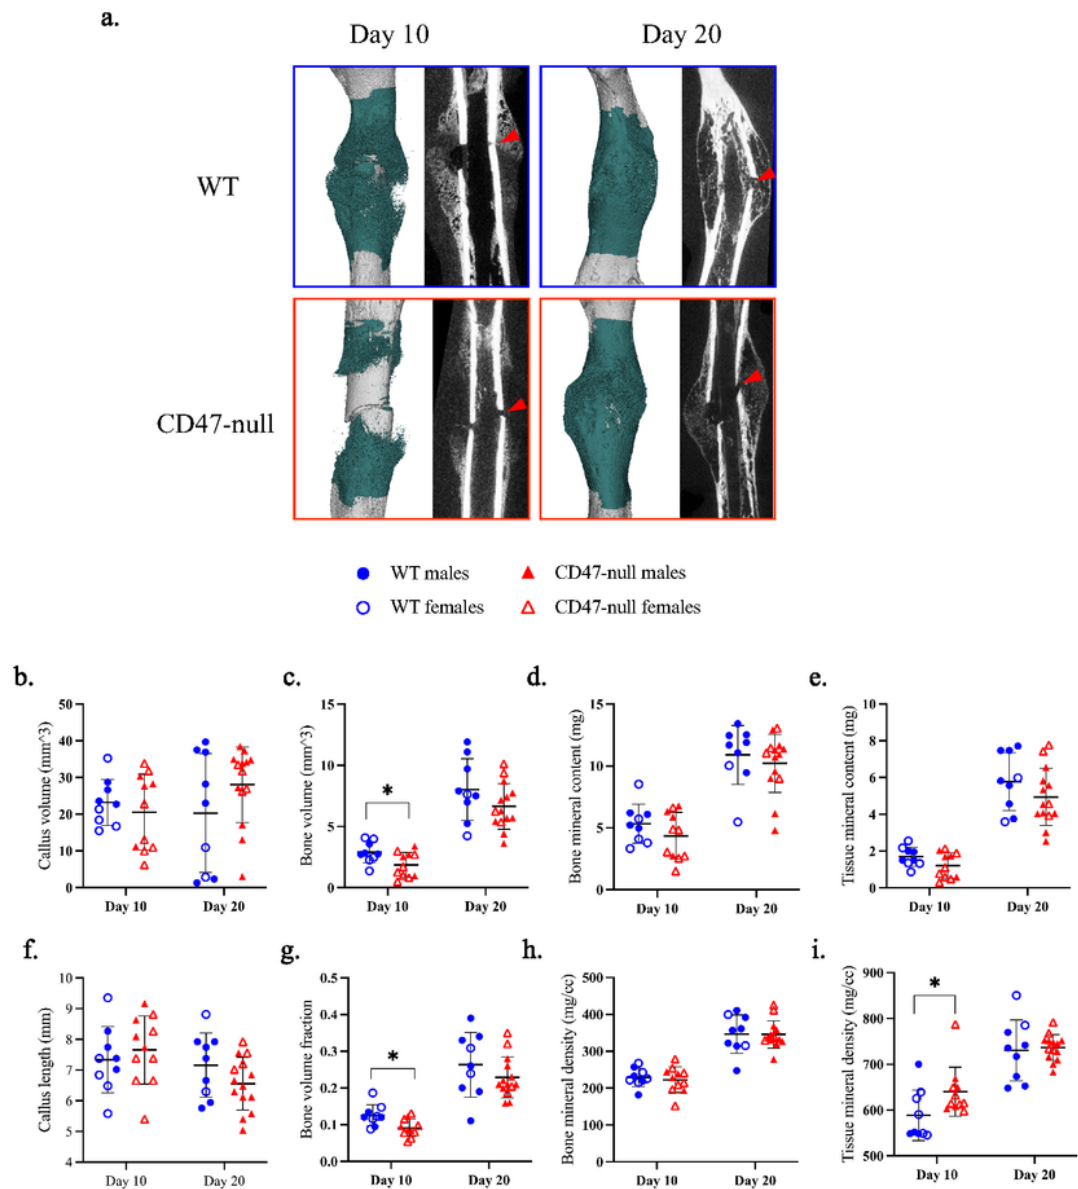 a.
Day 10
Day 20
WT
CD47-null
WT males
CD47-null males
WT females
CD47-null females
b.
Callus volume (mm^3)
50
40
30
20
10
0
Day 10
Day 20
c.
Bone volume (mm^3)
15
10
5
0
*
Day 10
Day 20
d.
Bone mineral content (mg)
15
10
5
0
Day 10
Day 20
e.
Tissue mineral content (mg)
10
8
6
4
2
0
Day 10
Day 20
f.
Callus length (mm)
10
9
8
7
6
5
4
Day 10
Day 20
g.
Bone volume fraction
0.5
0.4
0.3
0.2
0.1
0.0
*
Day 10
Day 20
h.
Bone mineral density (mg/cc)
500
400
300
200
100
0
Day 10
Day 20
i.
Tissue mineral density (mg/cc)
900
800
700
600
500
*
Day 10
Day 20